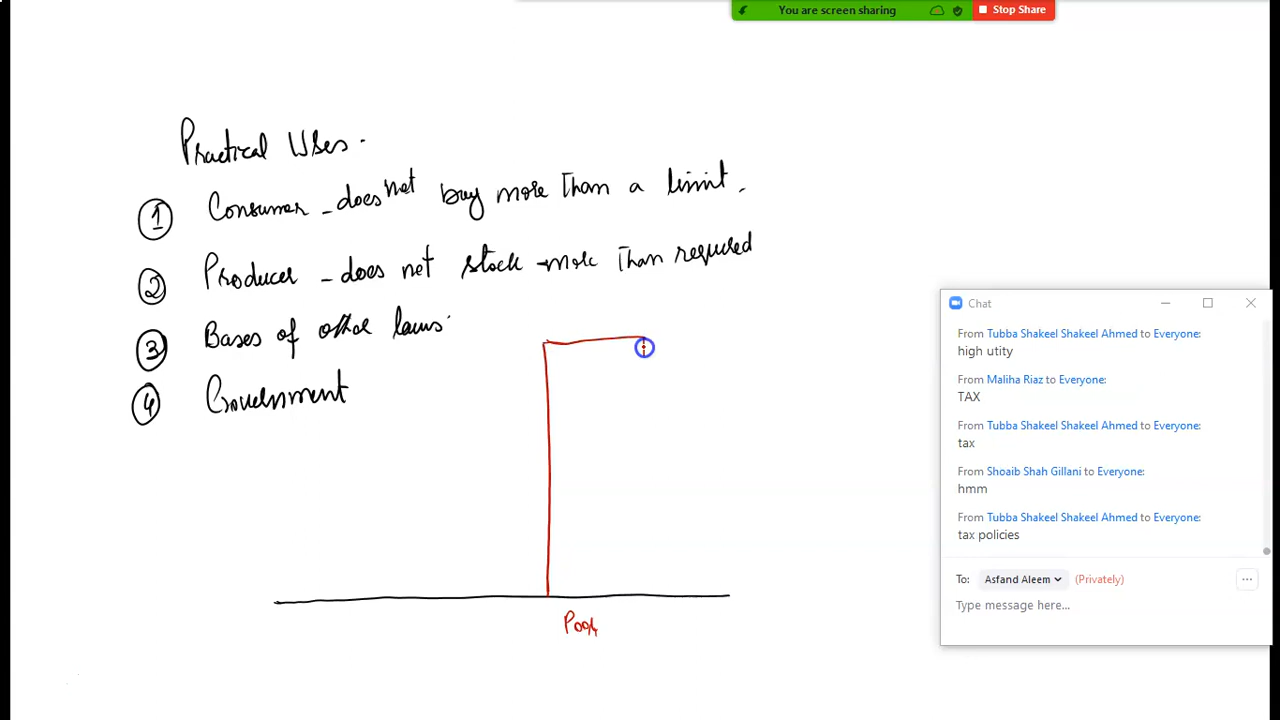 You are screen sharing
Stop Share
Practical Uses.
1 Consumer - does not buy more than a limit.
2 Producer - does not stock more than required
3 Bases of other laws.
4 Government
Poor
Chat
From Tubba Shakeel Shakeel Ahmed to Everyone:
high utity
From Maliha Riaz to Everyone:
TAX
From Tubba Shakeel Shakeel Ahmed to Everyone:
tax
From Shoaib Shah Gillani to Everyone:
hmm
From Tubba Shakeel Shakeel Ahmed to Everyone:
tax policies
To: Asfand Aleem (Privately)
Type message here...